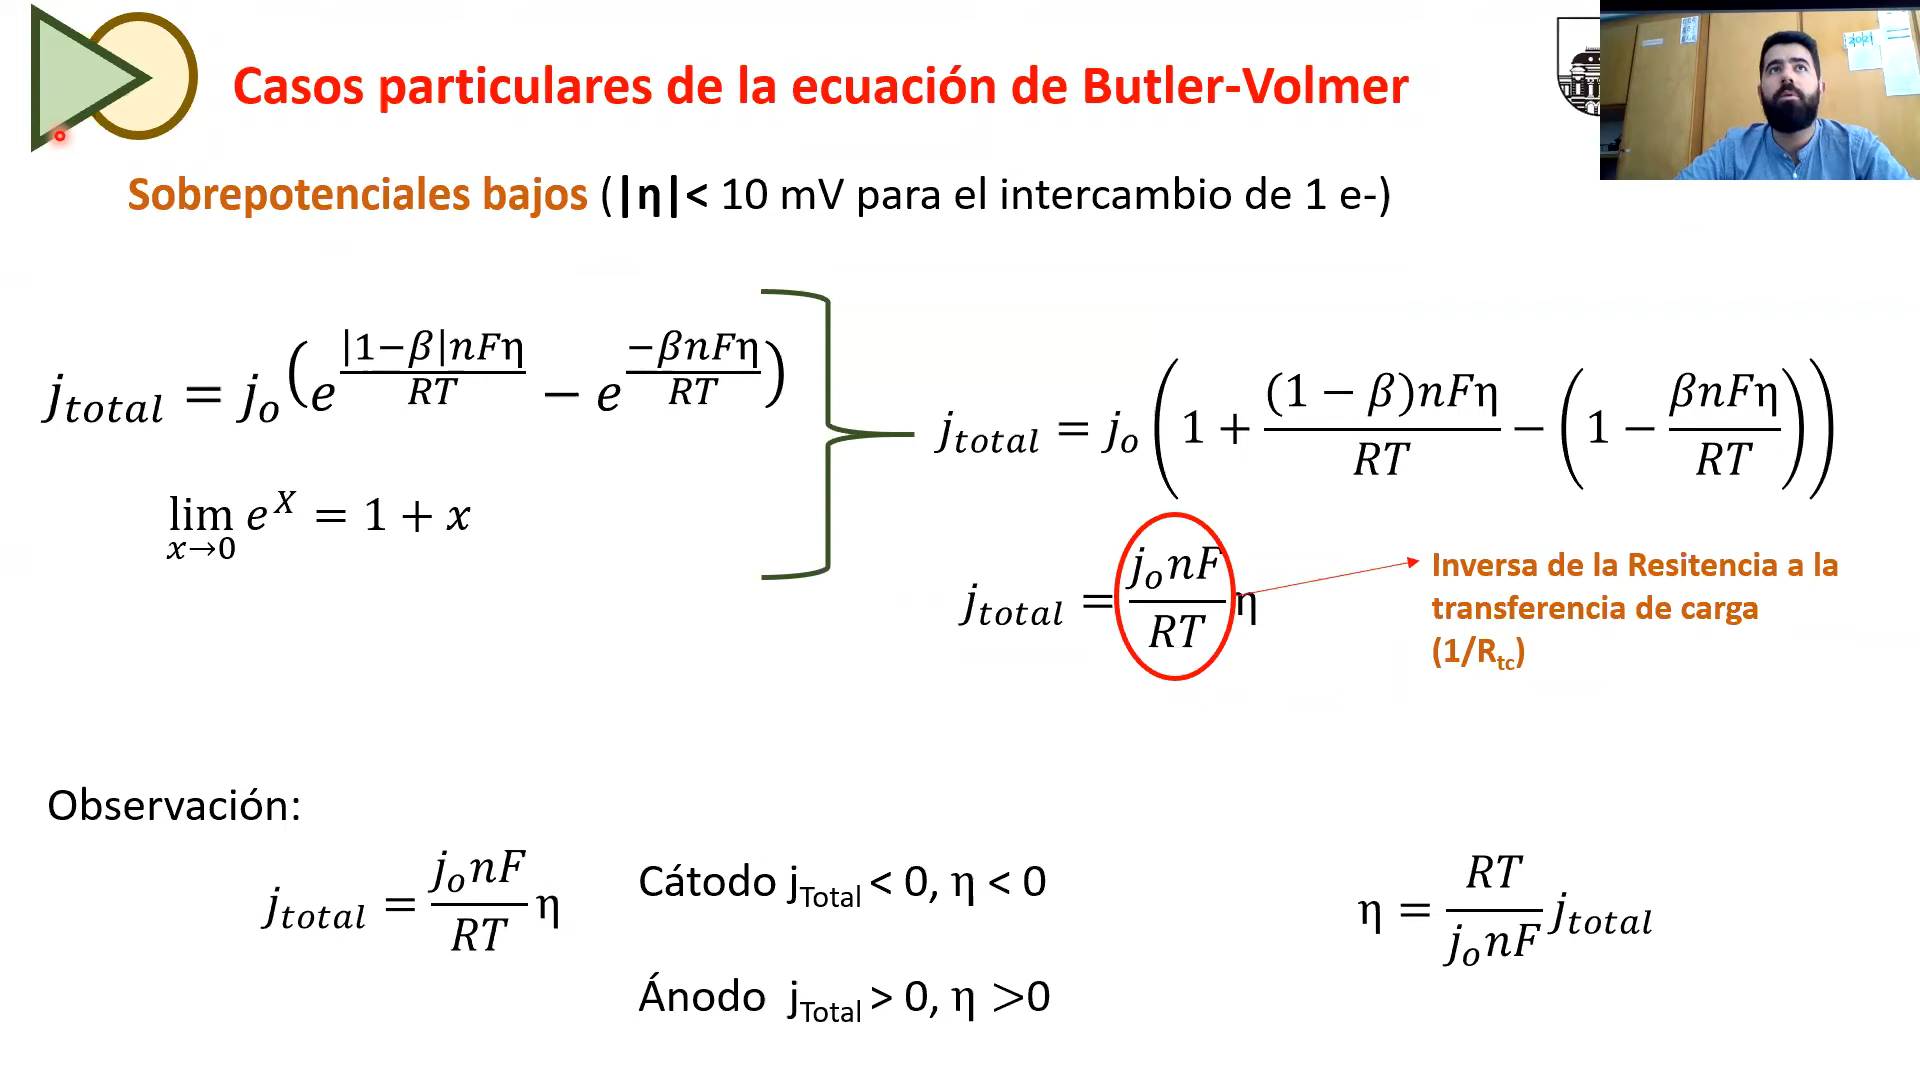 Casos particulares de la ecuación de Butler-Volmer
Sobrepotenciales bajos (|η|< 10 mV para el intercambio de 1 e-)
j_total = j_o(e^{|1−β|nFη/RT} − e^{−βnFη/RT})
lim_{x→0} e^X = 1 + x
j_total = j_o(1 + (1 − β)nFη/RT − (1 − βnFη/RT))
j_total = j_o nF/RT η
Inversa de la Resitencia a la
transferencia de carga
(1/R_tc)
Observación:
j_total = j_o nF/RT η
Cátodo j_Total < 0, η < 0
Ánodo j_Total > 0, η >0
η = RT/j_o nF j_total
2021